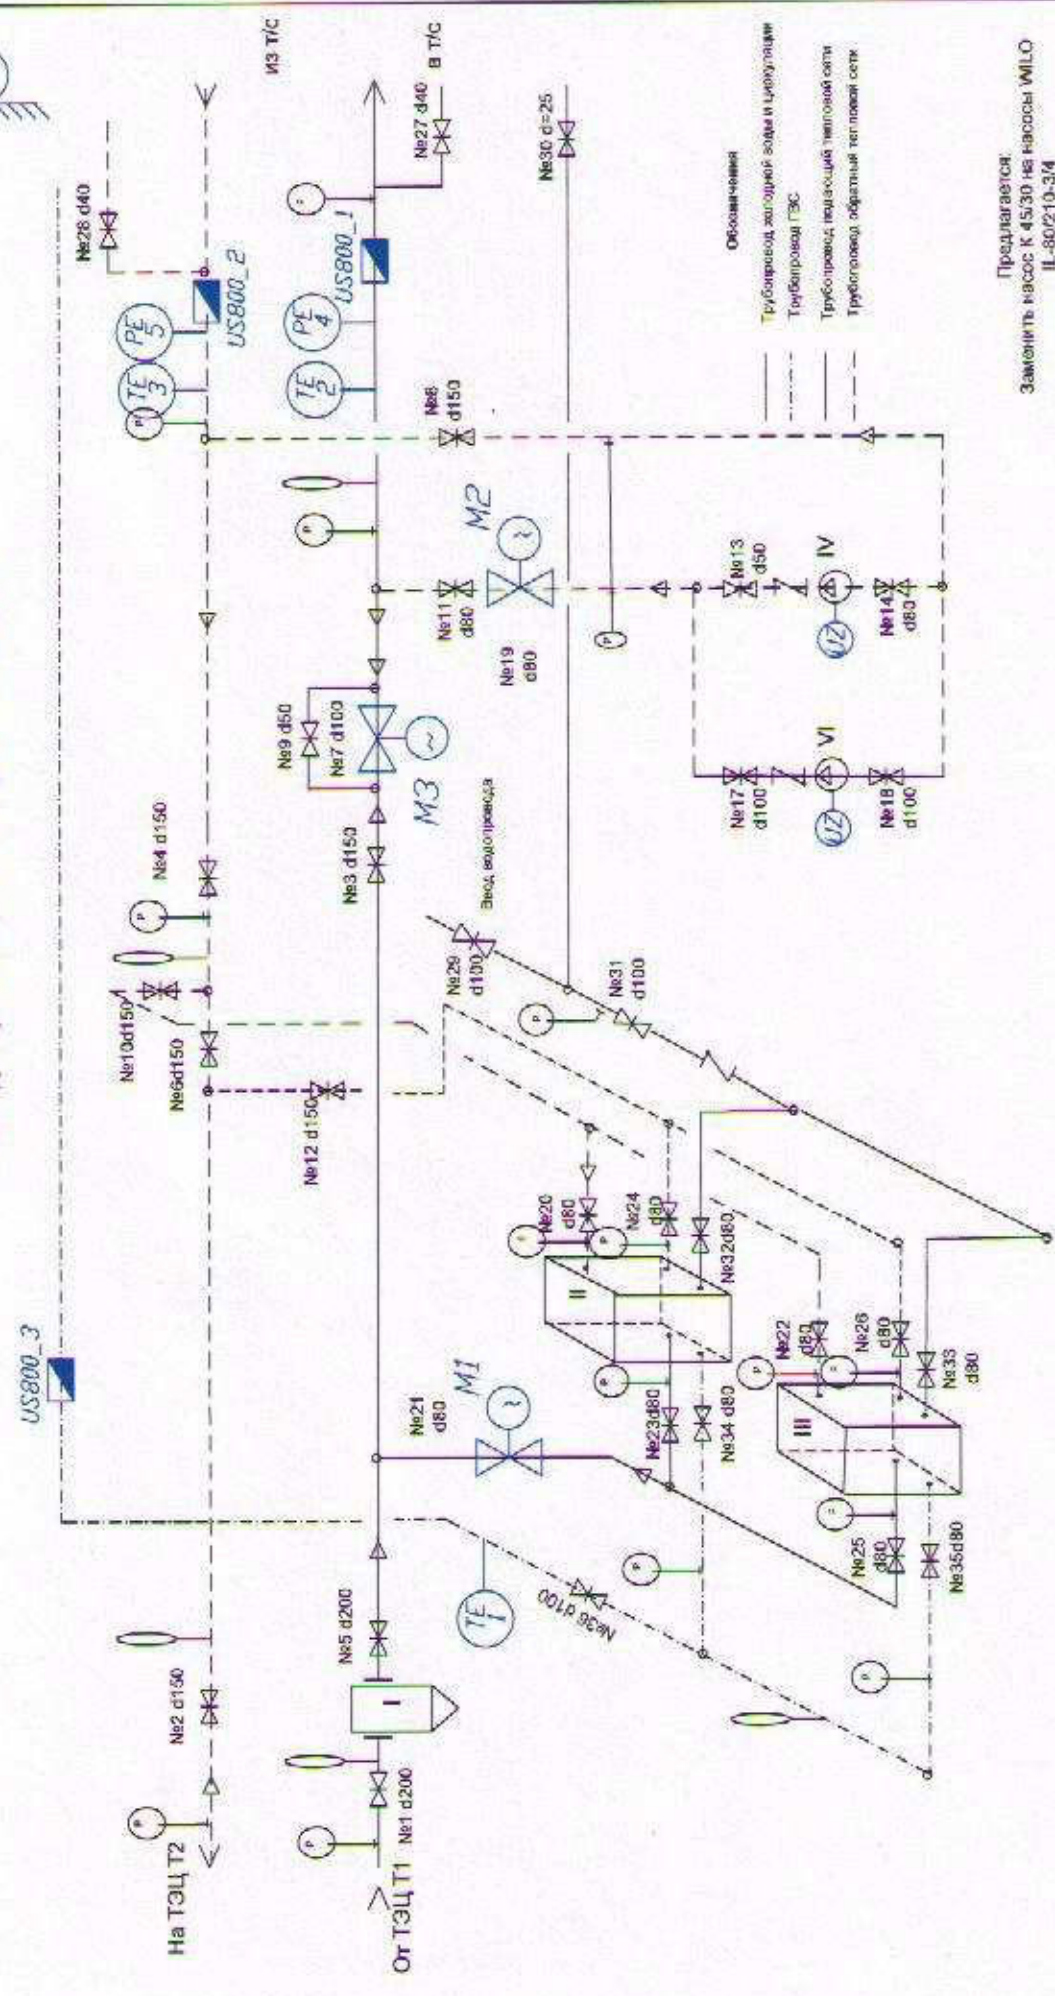 На ТЭЦ Т2
№2 d150
US800_3
№10d150
№6d150
№12 d150
№4 d150
P
TE
3
PE
5
US800_2
№28 d40
из т/с
От ТЭЦ Т1
№1 d200
I
№5 d200
№21
d80
M1
№3 d150
№9 d50
№7 d100
M3
TE
2
PE
4
US800_1
№27 d40
в т/с
№11
d80
M2
№19
d80
№8
d150
№30 d=25
TE
1
№36 d100
Ввод водопровода
№29
d100
№31
d100
№20
d80
№24
d80
II
№32d80
№23d80
№34 d80
№22
d80
№26
d80
III
№33
d80
№25
d80
№35d80
№17
d100
VI
UZ
№18
d100
№13
d50
IV
UZ
№14
d80
Обозначения
Трубопровод холодной воды и циркуляции
Трубопровод ГВС
Трубопровод подающий тепловой сети
Трубопровод обратный тепловой сети
Предлагается:
Заменить насос К 45/30 на насосы WILO
IL-80/210-3/4